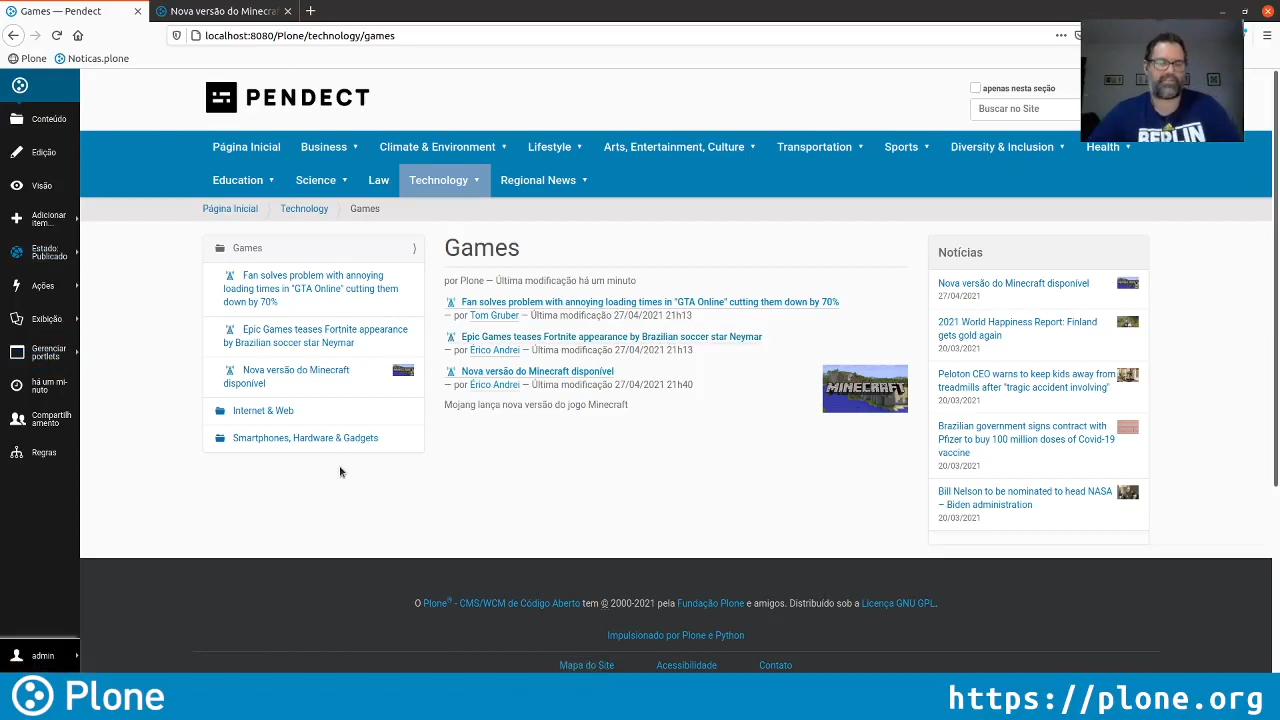 Games — Pendect
Nova versão do Minecraf
localhost:8080/Plone/technology/games
Plone
Noticas.plone
PENDECT
apenas nesta seção
Buscar no Site
BERLIN
Página Inicial
Business
Climate & Environment
Lifestyle
Arts, Entertainment, Culture
Transportation
Sports
Diversity & Inclusion
Health
Education
Science
Law
Technology
Regional News
Página Inicial
Technology
Games
Conteúdo
Edição
Visão
Adicionar
item...
Estado:
Publicado
Ações
Exibição
Gerenciar
portlets
há um mi-
nuto
Compartilh
ento
Regras
admin
Games
Fan solves problem with annoying
loading times in "GTA Online" cutting them
down by 70%
Epic Games teases Fortnite appearance
by Brazilian soccer star Neymar
Nova versão do Minecraft
disponível
Internet & Web
Smartphones, Hardware & Gadgets
Games
por Plone — Última modificação há um minuto
Fan solves problem with annoying loading times in "GTA Online" cutting them down by 70%
— por Tom Gruber — Última modificação 27/04/2021 21h13
Epic Games teases Fortnite appearance by Brazilian soccer star Neymar
— por Érico Andrei — Última modificação 27/04/2021 21h13
Nova versão do Minecraft disponível
— por Érico Andrei — Última modificação 27/04/2021 21h40
Mojang lança nova versão do jogo Minecraft
MINECRAFT
Notícias
Nova versão do Minecraft disponível
27/04/2021
2021 World Happiness Report: Finland
gets gold again
20/03/2021
Peloton CEO warns to keep kids away from
treadmills after "tragic accident involving"
20/03/2021
Brazilian government signs contract with
Pfizer to buy 100 million doses of Covid-19
vaccine
20/03/2021
Bill Nelson to be nominated to head NASA
– Biden administration
20/03/2021
O Plone® - CMS/WCM de Código Aberto tem © 2000-2021 pela Fundação Plone e amigos. Distribuído sob a Licença GNU GPL.
Impulsionado por Plone e Python
Mapa do Site
Acessibilidade
Contato
Plone
https://plone.org